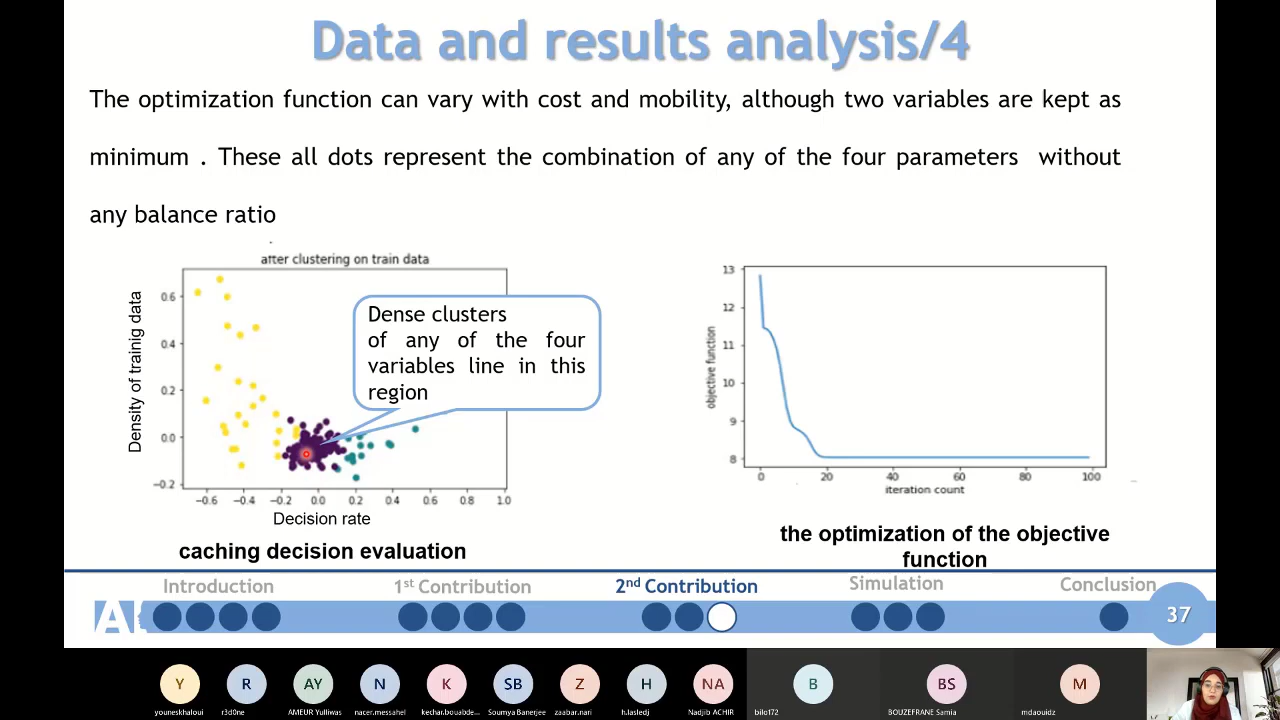 Data and results analysis/4
The optimization function can vary with cost and mobility, although two variables are kept as
minimum . These all dots represent the combination of any of the four parameters without
any balance ratio
after clustering on train data
Density of trainig data
0.6
0.4
0.2
0.0
−0.2
−0.6 −0.4 −0.2 0.0 0.2 0.4 0.6 0.8 1.0
Decision rate
Dense clusters
of any of the four
variables line in this
region
caching decision evaluation
objective function
13
12
11
10
9
8
0 20 40 60 80 100
iteration count
the optimization of the objective
function
Introduction 1st Contribution 2nd Contribution Simulation Conclusion
37
Y R AY N K SB Z H NA B BS M
youneskhaloui r3d0ne AMEUR Yulliwas nacer.messahel kechar.bouabde... Soumya Banerjee zaabar.nari h.lasledj Nadjib ACHIR bilo172 BOUZEFRANE Samia mdaouidz